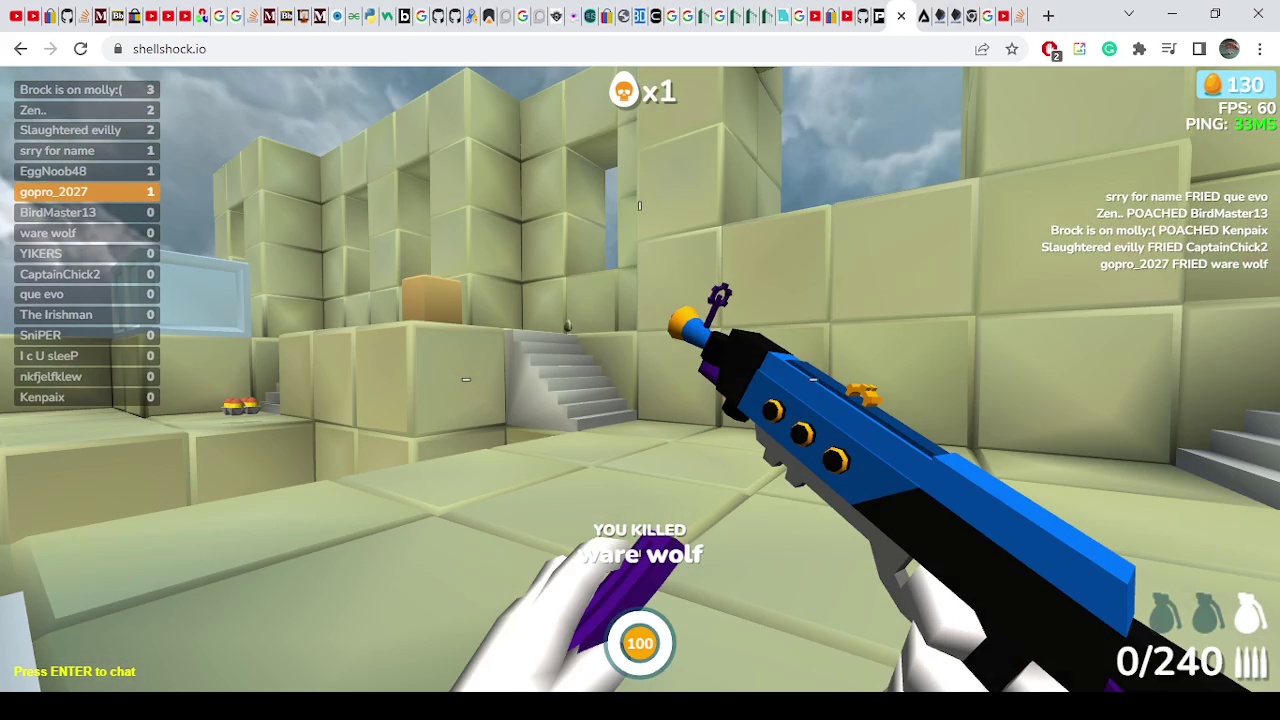 shellshock.io
2
Brock is on molly:( 3
Zen.. 2
Slaughtered evilly 2
srry for name 1
EggNoob48 1
gopro_2027 1
BirdMaster13 0
ware wolf 0
YIKERS 0
CaptainChick2 0
que evo 0
The Irishman 0
SniPER 0
I c U sleeP 0
nkfjelfklew 0
Kenpaix 0
x1
130
FPS: 60
PING: 33MS
srry for name FRIED que evo
Zen.. POACHED BirdMaster13
Brock is on molly:( POACHED Kenpaix
Slaughtered evilly FRIED CaptainChick2
gopro_2027 FRIED ware wolf
YOU KILLED
ware wolf
100
0/240
Press ENTER to chat